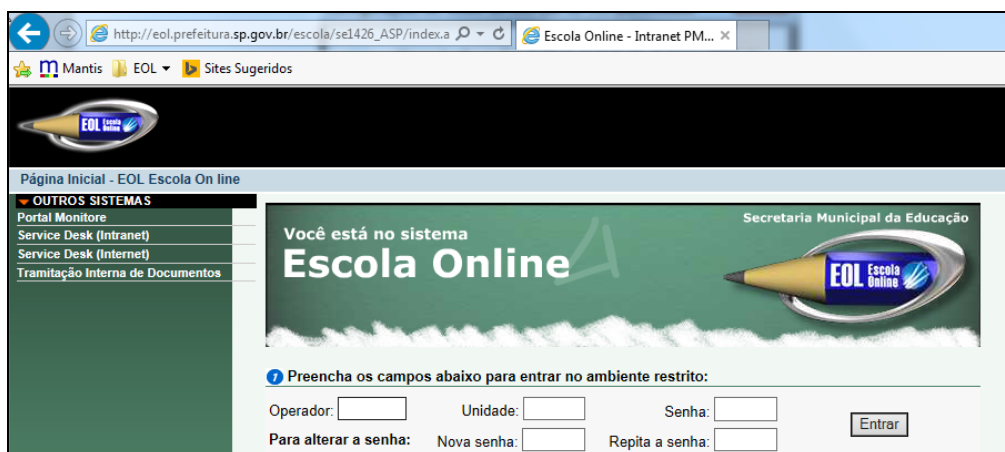 http://eol.prefeitura.sp.gov.br/escola/se1426_ASP/index.a
Escola Online - Intranet PM...
Mantis EOL Sites Sugeridos
EOL Escola Online
Página Inicial - EOL Escola On line
OUTROS SISTEMAS
Portal Monitore
Service Desk (Intranet)
Service Desk (Internet)
Tramitação Interna de Documentos
Secretaria Municipal da Educação
Você está no sistema
Escola Online
EOL Escola Online
1 Preencha os campos abaixo para entrar no ambiente restrito:
Operador: Unidade: Senha: Entrar
Para alterar a senha: Nova senha: Repita a senha: